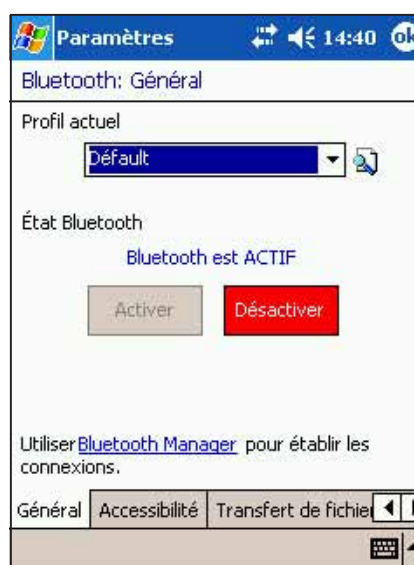 Paramètres 14:40 ok
Bluetooth: Général
Profil actuel
Défault
État Bluetooth
Bluetooth est ACTIF
Activer Désactiver
Utiliser Bluetooth Manager pour établir les
connexions.
Général Accessibilité Transfert de fichie